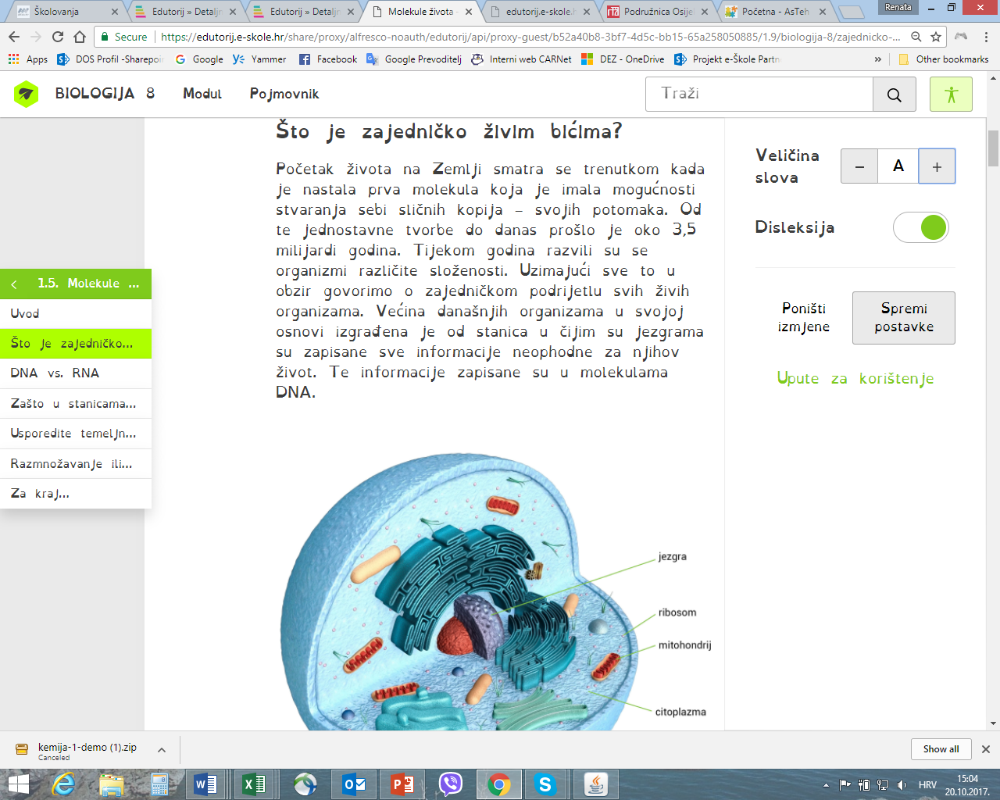 Renata
Školovanja
Edutorij » Detaljn
Edutorij » Detaljn
Molekule života -
edutorij.e-skole.h
Podružnica Osijel
Početna - AsTeh
Secure
https://edutorij.e-skole.hr/share/proxy/alfresco-noauth/edutorij/api/proxy-guest/b52a40b8-3bf7-4d5c-bb15-65a258050885/1.9/biologija-8/zajednicko-...
Apps
DOS Profil -Sharepoi
Google
Yammer
Facebook
Google Prevoditelj
Interni web CARNet
DEZ - OneDrive
Projekt e-Škole Partn
»
Other bookmarks
BIOLOGIJA 8
Modul
Pojmovnik
Traži
Što je zajedničko živim bićima?
Početak života na Zemlji smatra se trenutkom kada
je nastala prva molekula koja je imala mogućnosti
stvaranja sebi sličnih kopija – svojih potomaka. Od
te jednostavne tvorbe do danas prošlo je oko 3,5
milijardi godina. Tijekom godina razvili su se
organizmi različite složenosti. Uzimajući sve to u
obzir govorimo o zajedničkom podrijetlu svih živih
organizama. Većina današnjih organizama u svojoj
osnovi izgrađena je od stanica u čijim su jezgrama
su zapisane sve informacije neophodne za njihov
život. Te informacije zapisane su u molekulama
DNA.
1.5. Molekule ...
Uvod
Što je zajedničko...
DNA vs. RNA
Zašto u stanicama...
Usporedite temeljn...
Razmnožavanje ili...
Za kraj...
Veličina
slova
−
A
+
Disleksija
Poništi
izmjene
Spremi
postavke
Upute za korištenje
jezgra
ribosom
mitohondrij
citoplazma
kemija-1-demo (1).zip
Canceled
Show all
HRV
15:04
20.10.2017.